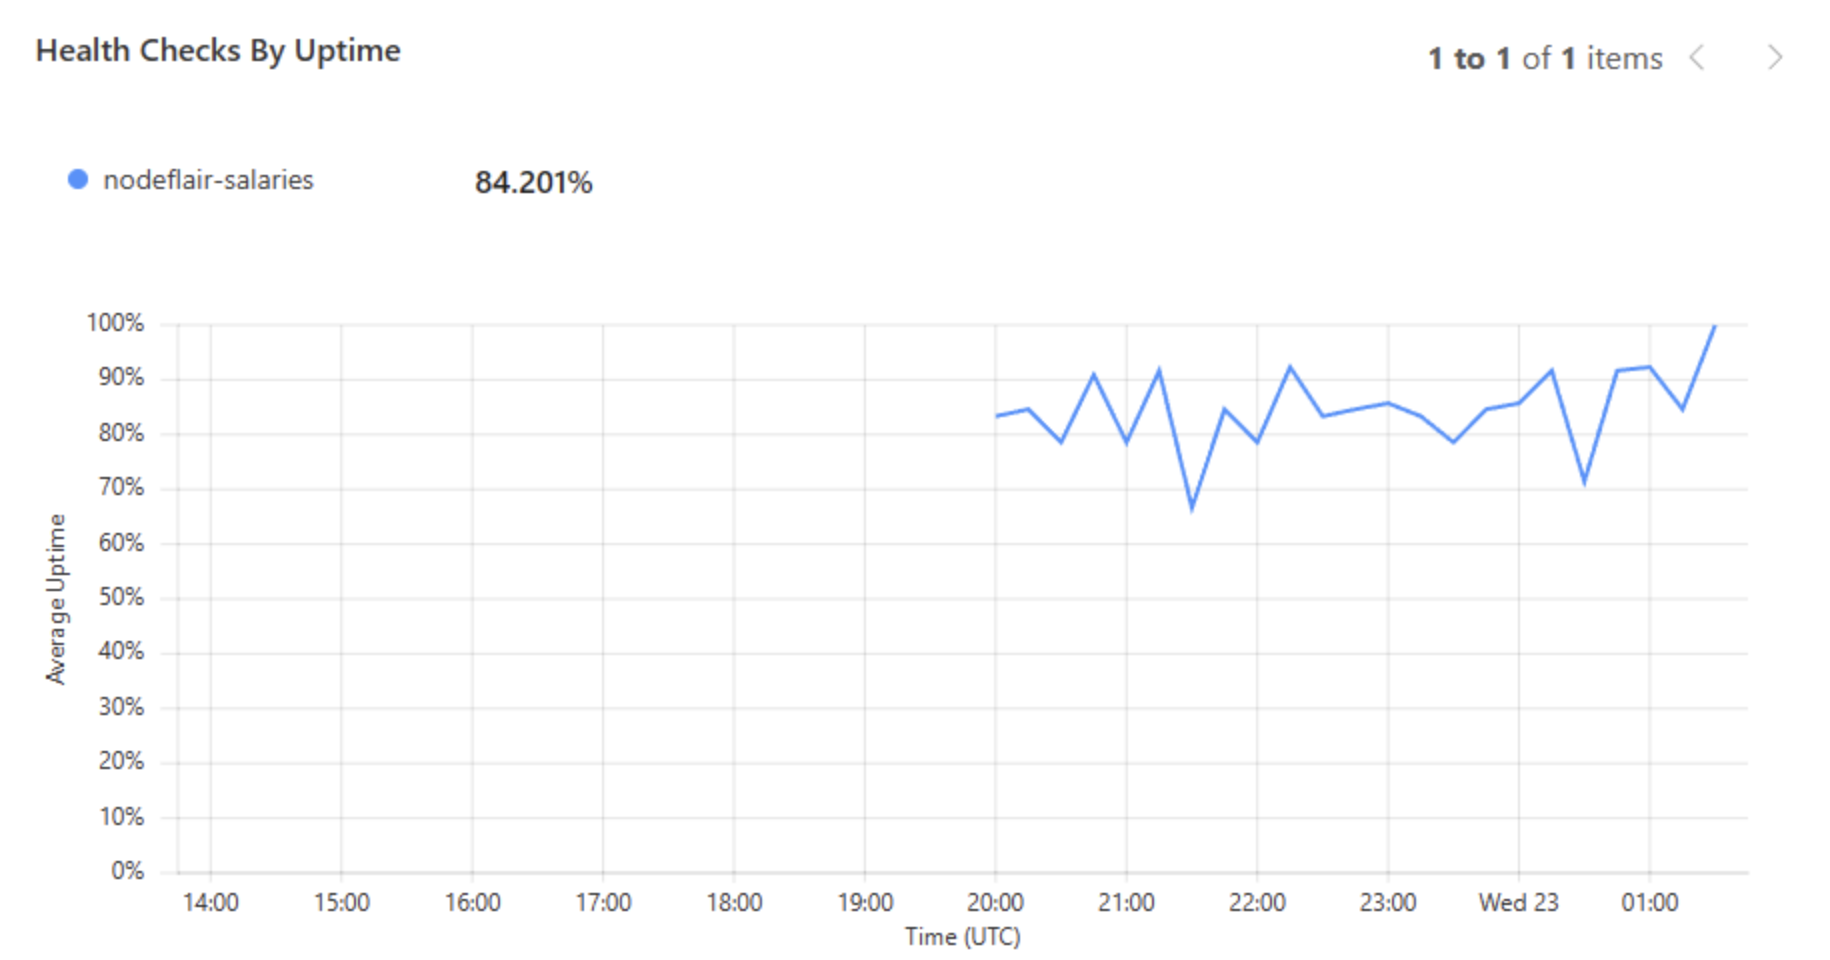 Health Checks By Uptime
1 to 1 of 1 items
nodeflair-salaries 84.201%
100%
90%
80%
70%
60%
50%
40%
30%
20%
10%
0%
Average Uptime
14:00 15:00 16:00 17:00 18:00 19:00 20:00 21:00 22:00 23:00 Wed 23 01:00
Time (UTC)